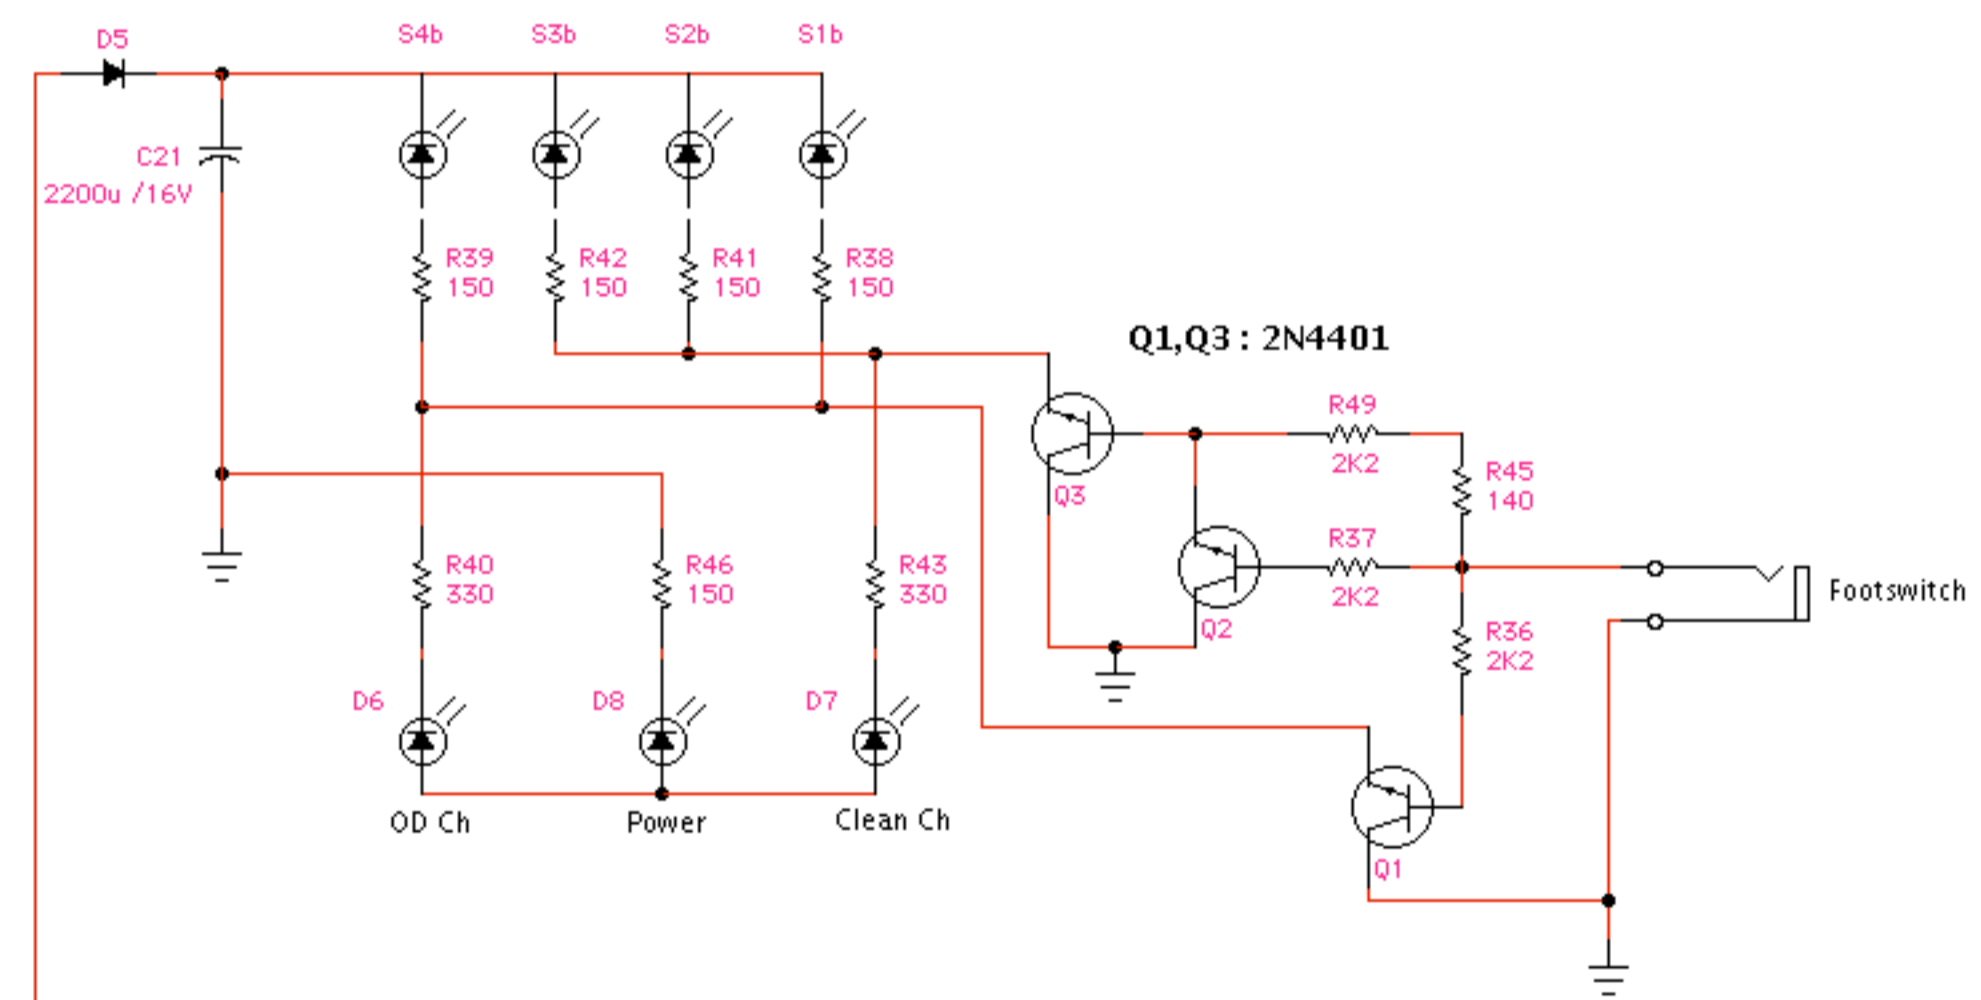 D5
S4b
S3b
S2b
S1b
C21
2200u /16V
R39
150
R42
150
R41
150
R38
150
Q1,Q3 : 2N4401
R49
2K2
Q3
R45
140
R37
2K2
Q2
R40
330
R46
150
R43
330
Footswitch
R36
2K2
D6
D8
D7
OD Ch
Power
Clean Ch
Q1